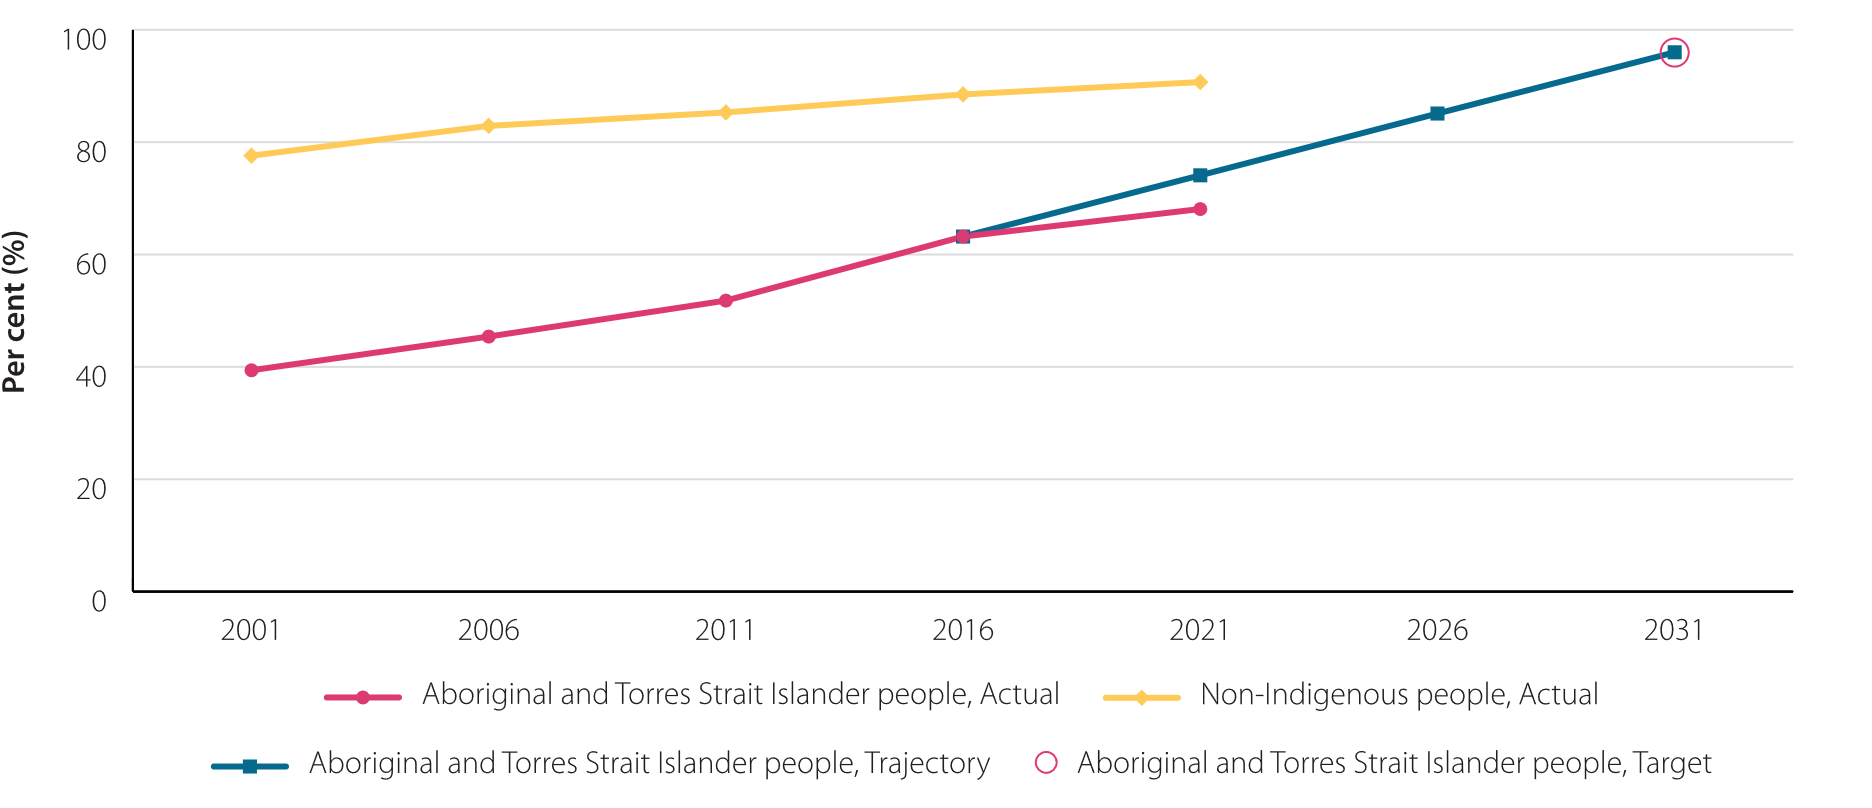 100
80
60
40
20
0
Per cent (%)
2001 2006 2011 2016 2021 2026 2031
Aboriginal and Torres Strait Islander people, Actual Non-Indigenous people, Actual
Aboriginal and Torres Strait Islander people, Trajectory Aboriginal and Torres Strait Islander people, Target